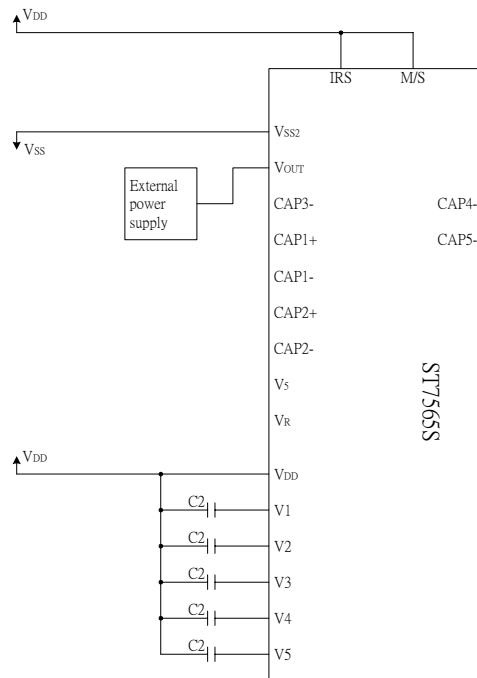 VDD
IRS M/S
VSS
VSS2
VOUT
External
power
supply
CAP3- CAP4-
CAP1+ CAP5-
CAP1-
CAP2+
CAP2-
V5
VR
ST7565S
VDD
VDD
C2 V1
C2 V2
C2 V3
C2 V4
C2 V5